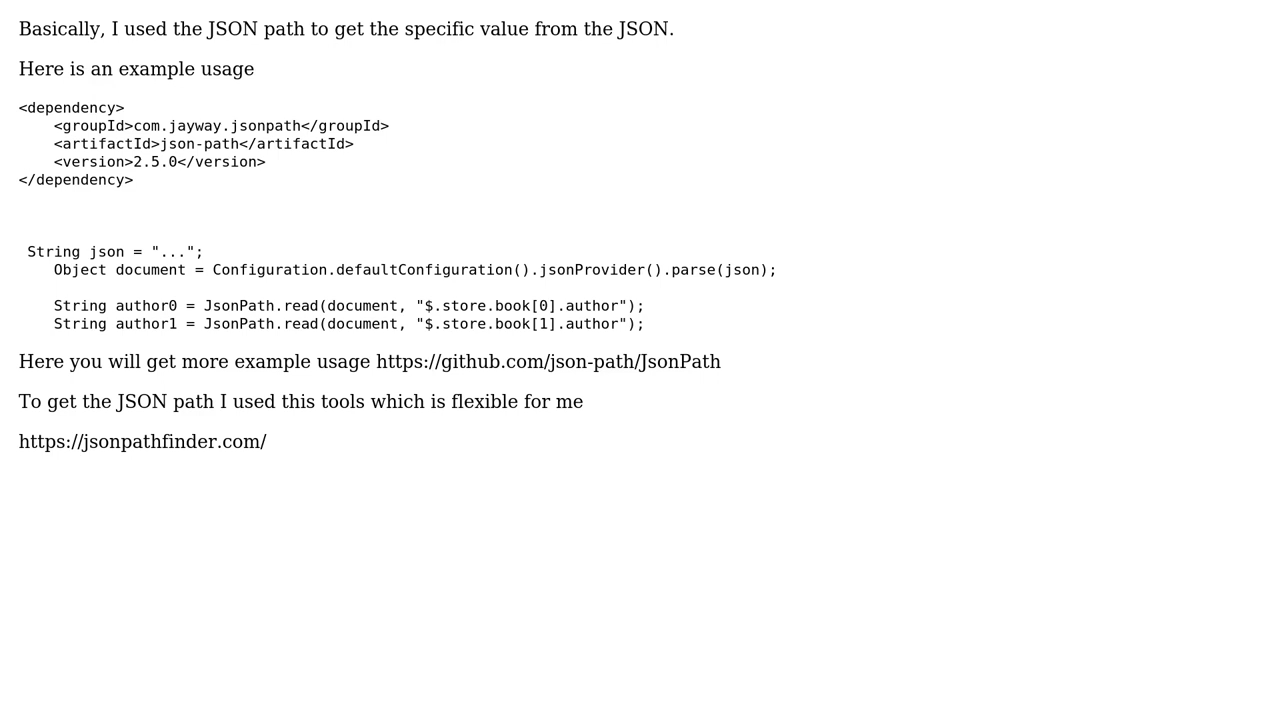 Basically, I used the JSON path to get the specific value from the JSON.
Here is an example usage
<dependency>
    <groupId>com.jayway.jsonpath</groupId>
    <artifactId>json-path</artifactId>
    <version>2.5.0</version>
</dependency>
 String json = "...";
    Object document = Configuration.defaultConfiguration().jsonProvider().parse(json);
    String author0 = JsonPath.read(document, "$.store.book[0].author");
    String author1 = JsonPath.read(document, "$.store.book[1].author");
Here you will get more example usage https://github.com/json-path/JsonPath
To get the JSON path I used this tools which is flexible for me
https://jsonpathfinder.com/